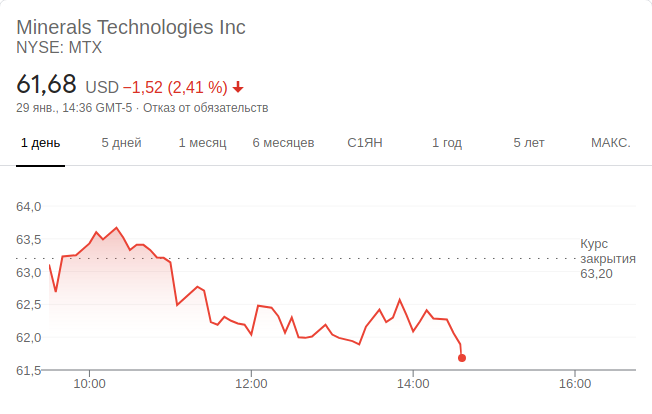 Minerals Technologies Inc
NYSE: MTX
61,68 USD −1,52 (2,41 %)
29 янв., 14:36 GMT-5 · Отказ от обязательств
1 день 5 дней 1 месяц 6 месяцев С1ЯН 1 год 5 лет МАКС.
64,0
63,5
63,0
62,5
62,0
61,5
Курс
закрытия
63,20
10:00 12:00 14:00 16:00